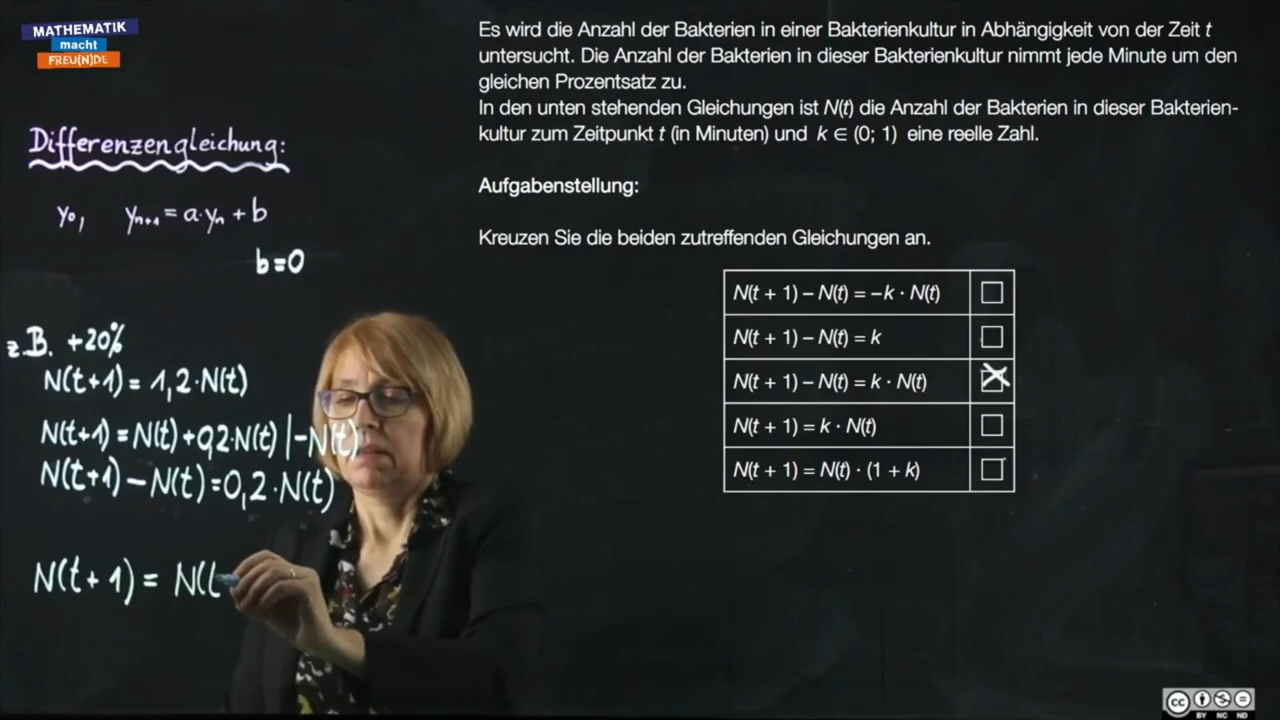 MATHEMATIK
macht
FREU(N)DE
Es wird die Anzahl der Bakterien in einer Bakterienkultur in Abhängigkeit von der Zeit t
untersucht. Die Anzahl der Bakterien in dieser Bakterienkultur nimmt jede Minute um den
gleichen Prozentsatz zu.
In den unten stehenden Gleichungen ist N(t) die Anzahl der Bakterien in dieser Bakterien-
kultur zum Zeitpunkt t (in Minuten) und k ∈ (0; 1) eine reelle Zahl.
Aufgabenstellung:
Kreuzen Sie die beiden zutreffenden Gleichungen an.
N(t + 1) – N(t) = –k · N(t)
N(t + 1) – N(t) = k
N(t + 1) – N(t) = k · N(t)
N(t + 1) = k · N(t)
N(t + 1) = N(t) · (1 + k)
Differenzengleichung:
y₀, yₙ₊₁ = a·yₙ + b
b=0
z.B. +20%
N(t+1) = 1,2·N(t)
N(t+1) = N(t)+0,2·N(t) |-N(t)
N(t+1) – N(t) = 0,2·N(t)
N(t+1) = N(t
CC BY NC ND